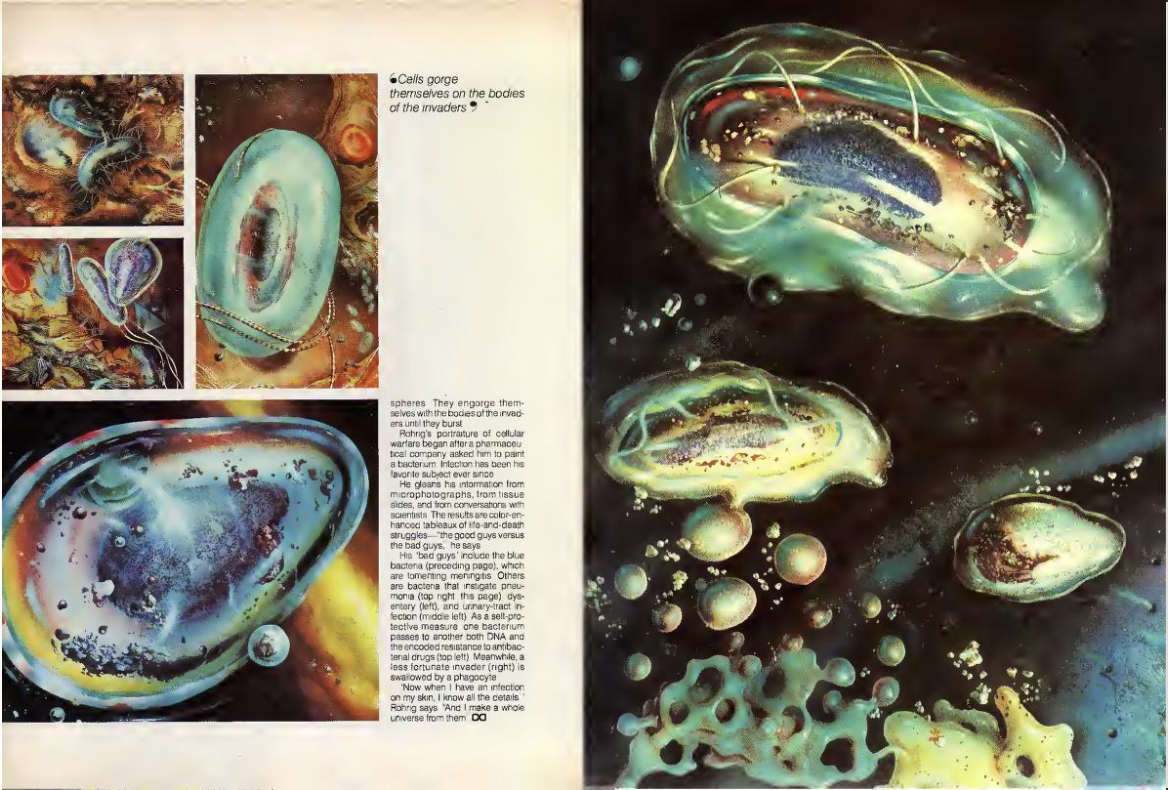 ❛Cells gorge
themselves on the bodies
of the invaders❜
spheres They engorge them-
selves with the bodies of the invad-
ers until they burst
Rohrig's portraiture of cellular
warfare began after a pharmaceu
tical company asked him to paint
a bacterium Infection has been his
favorite subject ever since
He gleans his information from
microphotographs, from tissue
slides, and from conversations with
scientists The results are color-en-
hanced tableaux of life-and-death
struggles—"the good guys versus
the bad guys," he says
His "bad guys" include the blue
bacteria (preceding page), which
are fomenting meningitis Others
are bacteria that instigate pneu-
monia (top right this page) dys-
entery (left), and urinary-tract in-
fection (middle left) As a self-pro-
tective measure one bacterium
passes to another both DNA and
the encoded resistance to antibac-
terial drugs (top left) Meanwhile, a
less fortunate invader (right) is
swallowed by a phagocyte
"Now when I have an infection
on my skin, I know all the details "
Rohrig says "And I make a whole
universe from them"